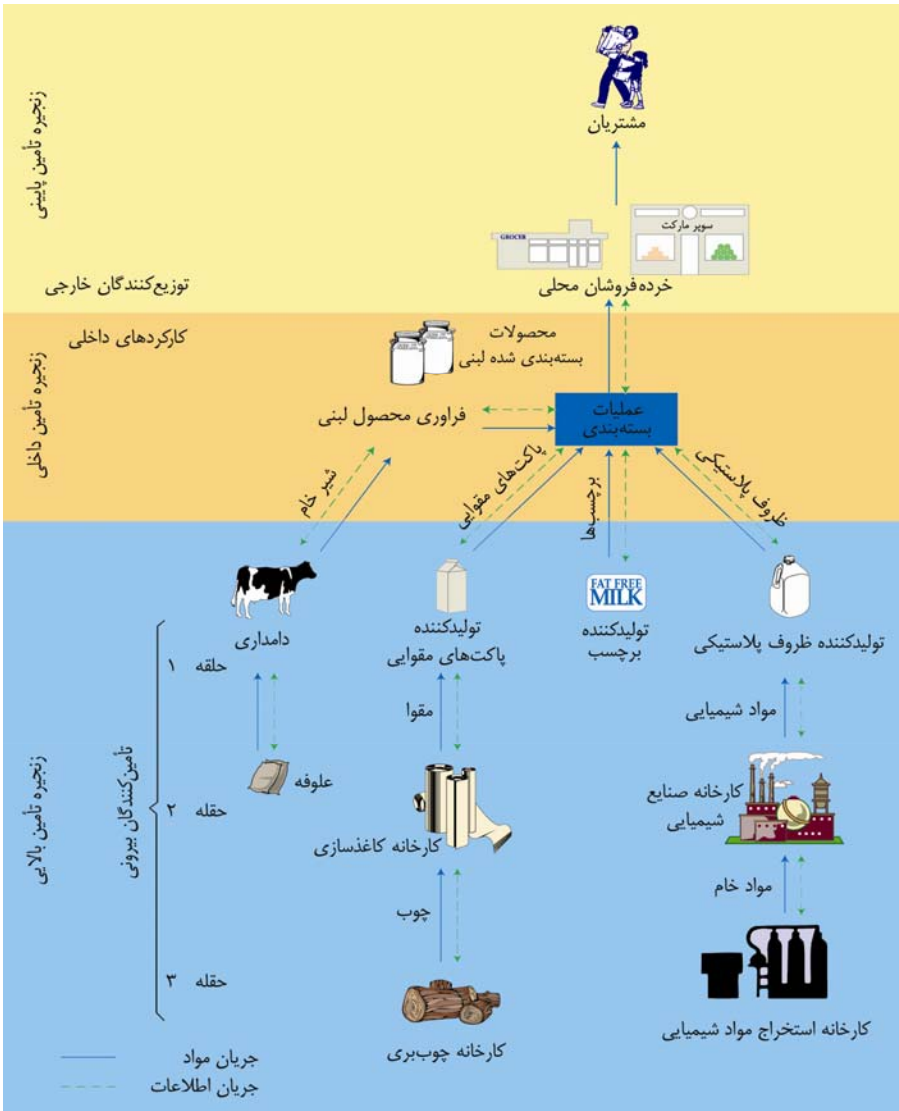 مشتریان
زنجیره تأمین پایینی
GROCER
سوپر مارکت
خرده‌فروشان محلی
توزیع‌کنندگان خارجی
کارکردهای داخلی
محصولات
بسته‌بندی شده لبنی
زنجیره تأمین داخلی
فراوری محصول لبنی
عملیات
بسته‌بندی
شیر خام
پاکت‌های مقوایی
برچسب‌ها
ظروف پلاستیکی
FAT FREE
MILK
دامداری
تولیدکننده
پاکت‌های مقوایی
تولیدکننده
برچسب
تولیدکننده ظروف پلاستیکی
حلقه ۱
مقوا
مواد شیمیایی
زنجیره تأمین بالایی
تأمین‌کنندگان بیرونی
علوفه
حقله ۲
کارخانه کاغذسازی
کارخانه صنایع
شیمیایی
چوب
مواد خام
حقله ۳
کارخانه چوب‌بری
کارخانه استخراج مواد شیمیایی
جریان مواد
جریان اطلاعات